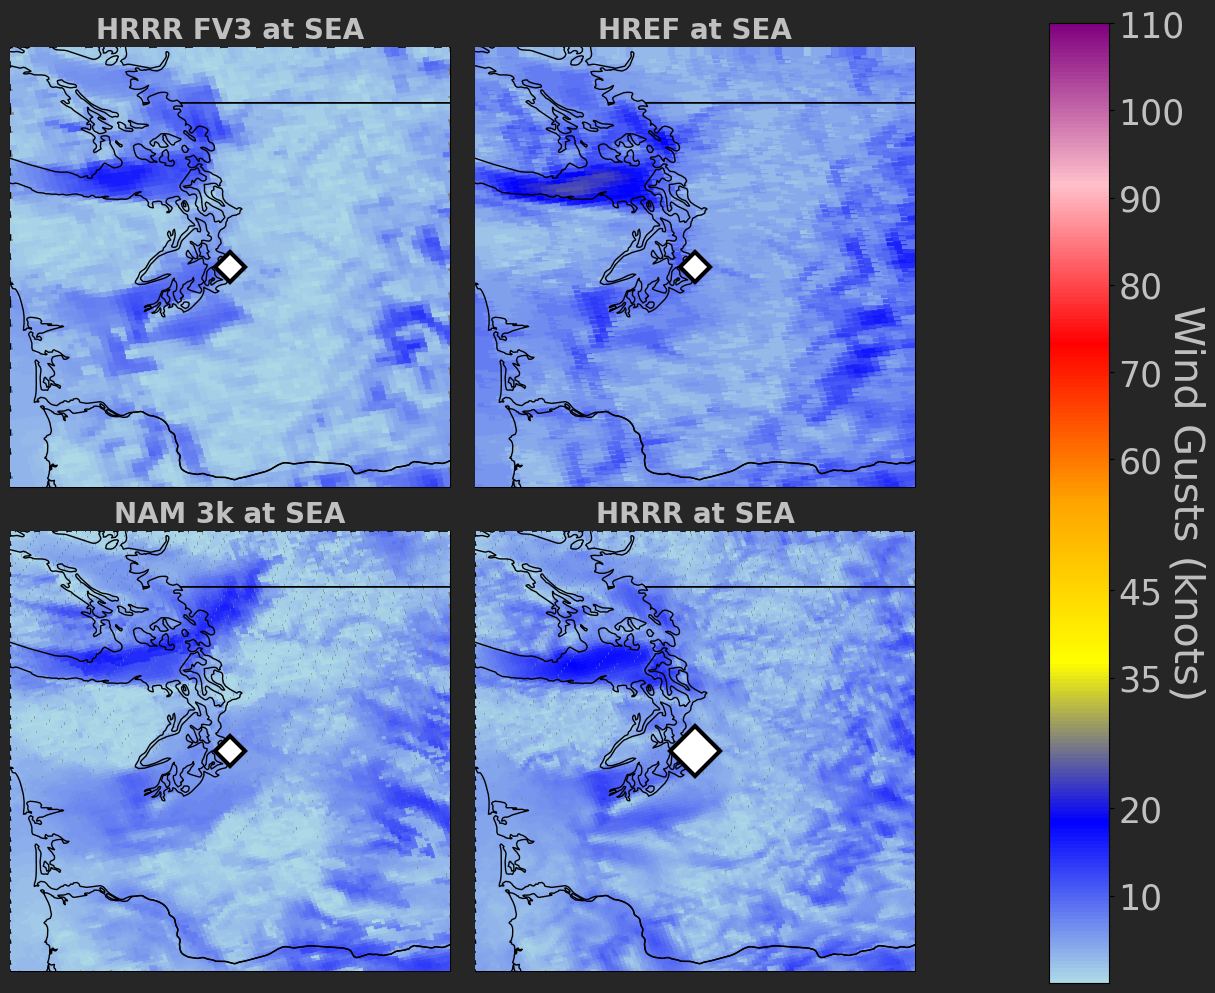 HRRR FV3 at SEA
HREF at SEA
NAM 3k at SEA
HRRR at SEA
110
100
90
80
70
60
45
35
20
10
Wind Gusts (knots)